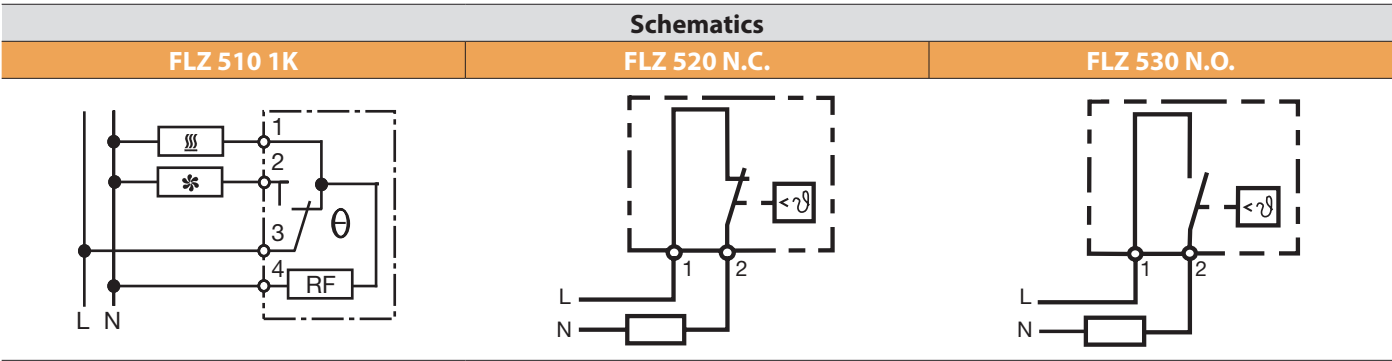 Schematics
FLZ 510 1K FLZ 520 N.C. FLZ 530 N.O.
1
2
3
θ
4
RF
L N
<ϑ
1 2
L
N
<ϑ
1 2
L
N